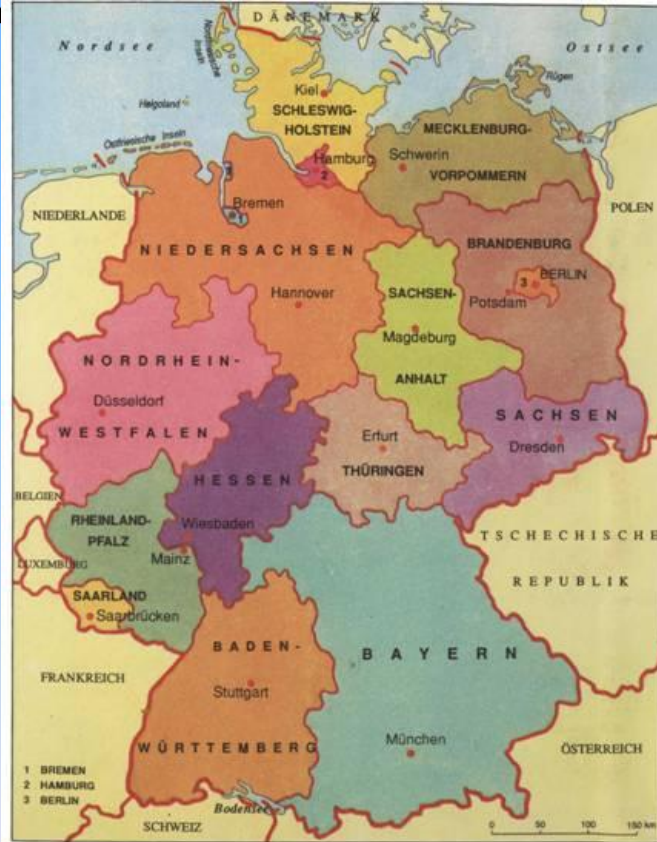 DÄNEMARK
Nordsee
Ostsee
Nordfriesische
Inseln
Rügen
Kiel
Helgoland
SCHLESWIG-
HOLSTEIN
MECKLENBURG-
Ostfriesische Inseln
Hamburg
2
Schwerin
VORPOMMERN
3
Bremen
1
NIEDERLANDE
POLEN
NIEDERSACHSEN
BRANDENBURG
BERLIN
3
Hannover
SACHSEN-
Potsdam
Magdeburg
NORDRHEIN-
ANHALT
Düsseldorf
SACHSEN
WESTFALEN
Erfurt
Dresden
THÜRINGEN
HESSEN
BELGIEN
RHEINLAND-
PFALZ
Wiesbaden
TSCHECHISCHE
Mainz
LUXEMBURG
REPUBLIK
SAARLAND
Saarbrücken
BADEN-
BAYERN
FRANKREICH
Stuttgart
München
WÜRTTEMBERG
ÖSTERREICH
1 BREMEN
2 HAMBURG
3 BERLIN
Bodensee
SCHWEIZ
0 50 100 150 km